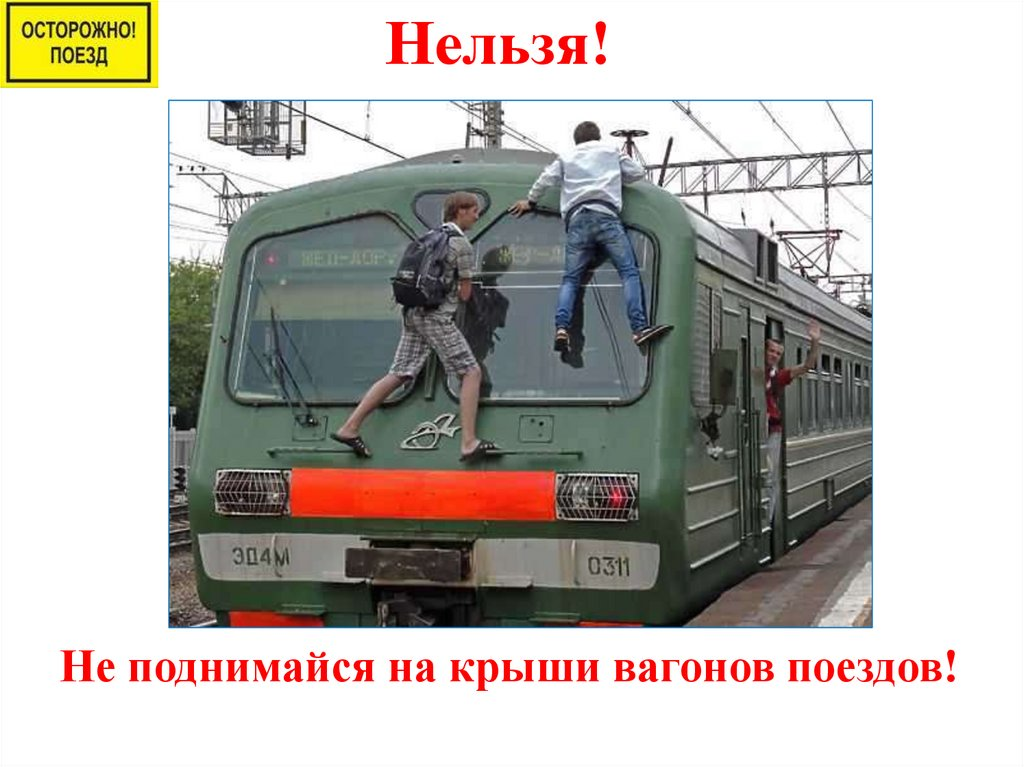 ОСТОРОЖНО!
ПОЕЗД
Нельзя!
ЭД4М
0311
Не поднимайся на крыши вагонов поездов!